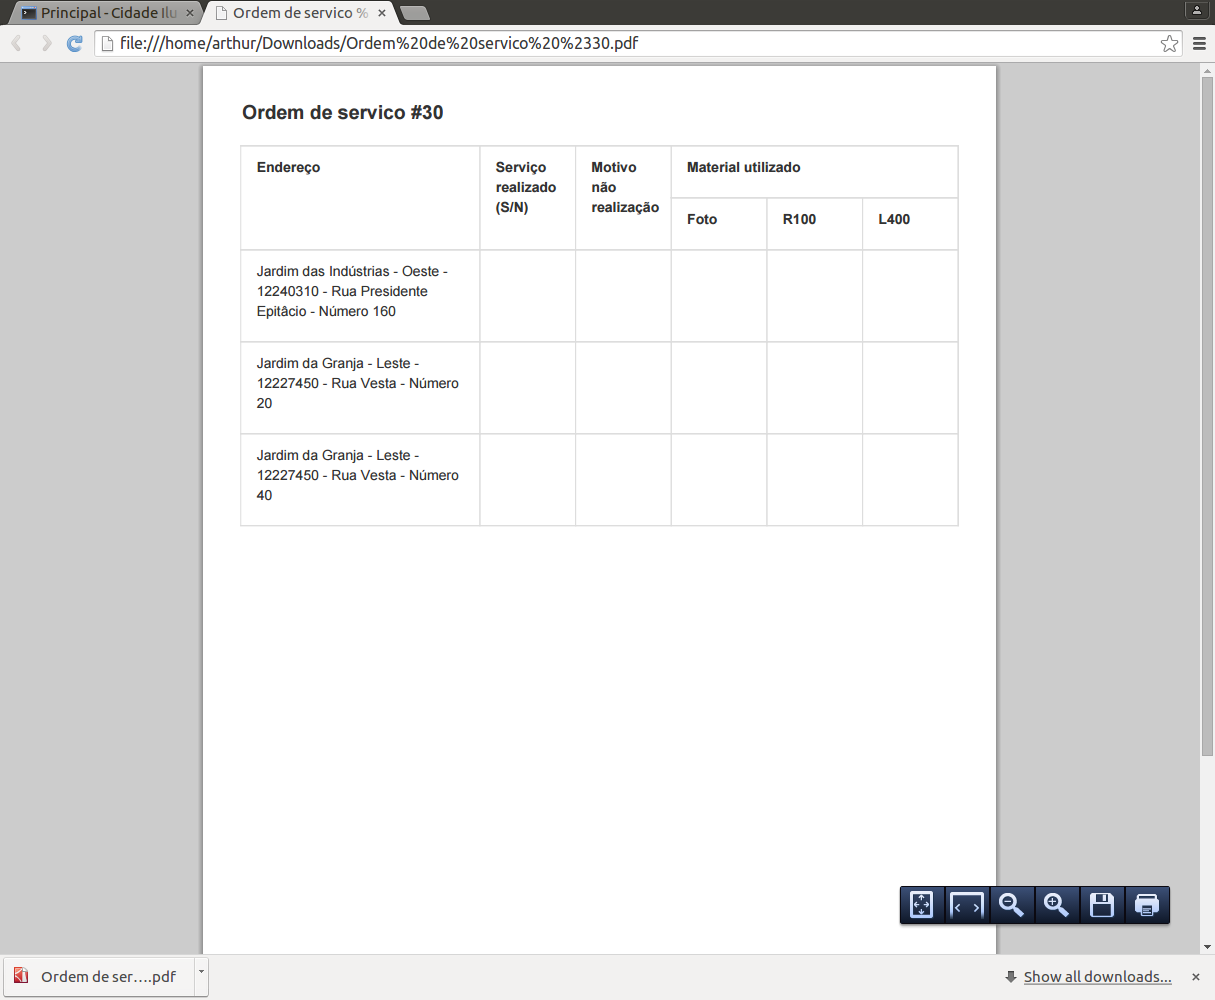 Principal - Cidade Ilu
Ordem de servico %
file:///home/arthur/Downloads/Ordem%20de%20servico%20%2330.pdf
Ordem de servico #30
Endereço
Serviço
realizado
(S/N)
Motivo
não
realização
Material utilizado
Foto
R100
L400
Jardim das Indústrias - Oeste -
12240310 - Rua Presidente
Epitâcio - Número 160
Jardim da Granja - Leste -
12227450 - Rua Vesta - Número
20
Jardim da Granja - Leste -
12227450 - Rua Vesta - Número
40
Ordem de ser....pdf
Show all downloads...